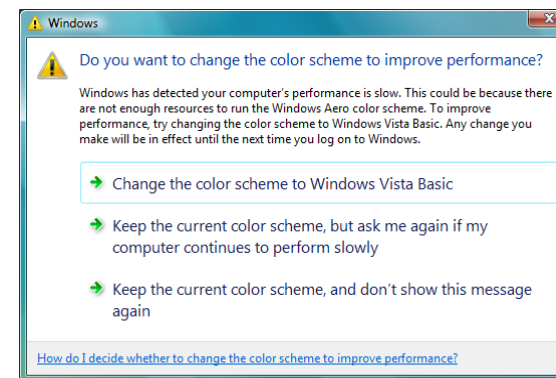 Windows
Do you want to change the color scheme to improve performance?
Windows has detected your computer's performance is slow. This could be because there
are not enough resources to run the Windows Aero color scheme. To improve
performance, try changing the color scheme to Windows Vista Basic. Any change you
make will be in effect until the next time you log on to Windows.
Change the color scheme to Windows Vista Basic
Keep the current color scheme, but ask me again if my
computer continues to perform slowly
Keep the current color scheme, and don't show this message
again
How do I decide whether to change the color scheme to improve performance?